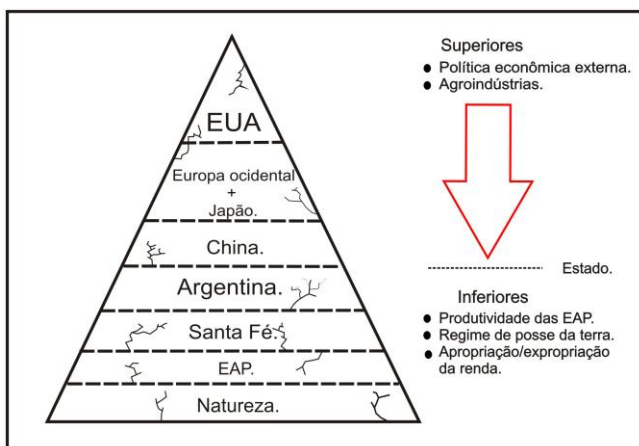 EUA
Europa ocidental
+
Japão.
China.
Argentina.
Santa Fé.
EAP.
Natureza.
Superiores
● Política econômica externa.
● Agroindústrias.
Estado.
Inferiores
● Produtividade das EAP.
● Regime de posse da terra.
● Apropriação/expropriação
da renda.